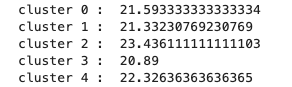 cluster 0 :  21.593333333333334
cluster 1 :  21.33230769230769
cluster 2 :  23.436111111111103
cluster 3 :  20.89
cluster 4 :  22.32636363636365